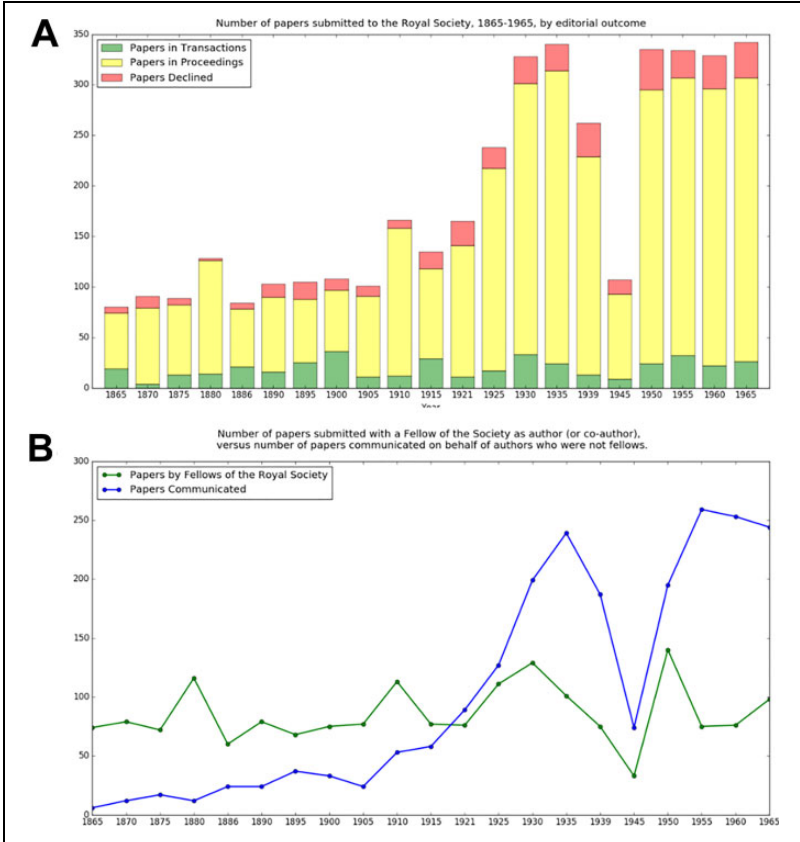 A
Number of papers submitted to the Royal Society, 1865-1965, by editorial outcome
350
300
250
200
150
100
50
0
Papers in Transactions
Papers in Proceedings
Papers Declined
1865 1870 1875 1880 1886 1890 1895 1900 1905 1910 1915 1921 1925 1930 1935 1939 1945 1950 1955 1960 1965
Year
B
Number of papers submitted with a Fellow of the Society as author (or co-author),
versus number of papers communicated on behalf of authors who were not fellows.
300
250
200
150
100
50
0
Papers by Fellows of the Royal Society
Papers Communicated
1865 1870 1875 1880 1886 1890 1895 1900 1905 1910 1915 1921 1925 1930 1935 1939 1945 1950 1955 1960 1965